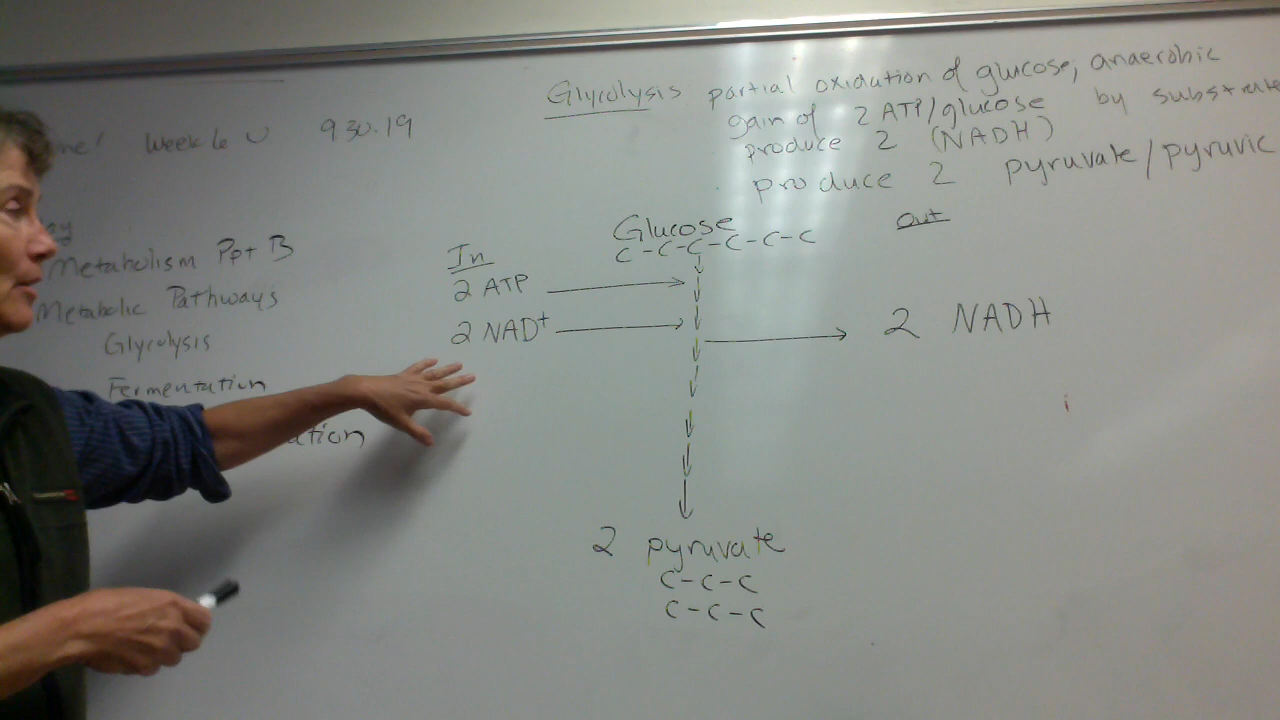 Glycolysis partial oxidation of glucose, anaerobic
gain of 2 ATP/glucose by substrate
produce 2 (NADH)
produce 2 pyruvate/pyruvic
Week 6 U 9 30.19
Metabolism Ppt B
Metabolic Pathways
Glycolysis
Fermentation
In
2 ATP
2 NAD+
Glucose
C-C-C-C-C-C
Out
2 NADH
2 pyruvate
C-C-C
C-C-C